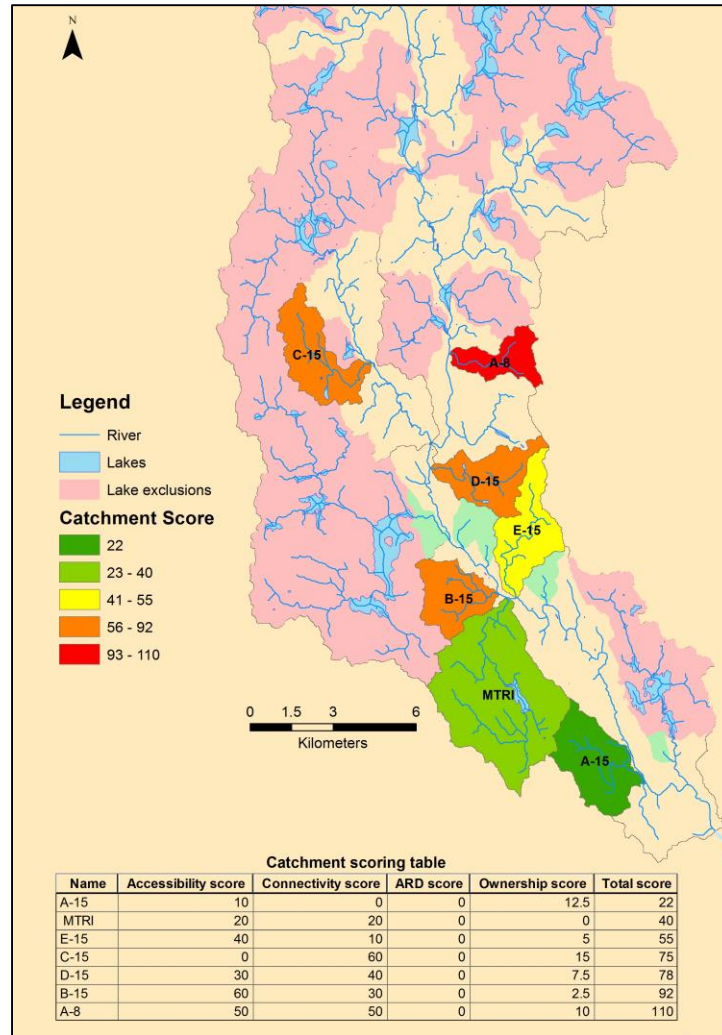 N
C-15
A-8
Legend
River
Lakes
Lake exclusions
Catchment Score
22
23 - 40
41 - 55
56 - 92
93 - 110
D-15
E-15
B-15
MTRI
A-15
0 1.5 3 6
Kilometers
Catchment scoring table
Name Accessibility score Connectivity score ARD score Ownership score Total score
A-15 10 0 0 12.5 22
MTRI 20 20 0 0 40
E-15 40 10 0 5 55
C-15 0 60 0 15 75
D-15 30 40 0 7.5 78
B-15 60 30 0 2.5 92
A-8 50 50 0 10 110